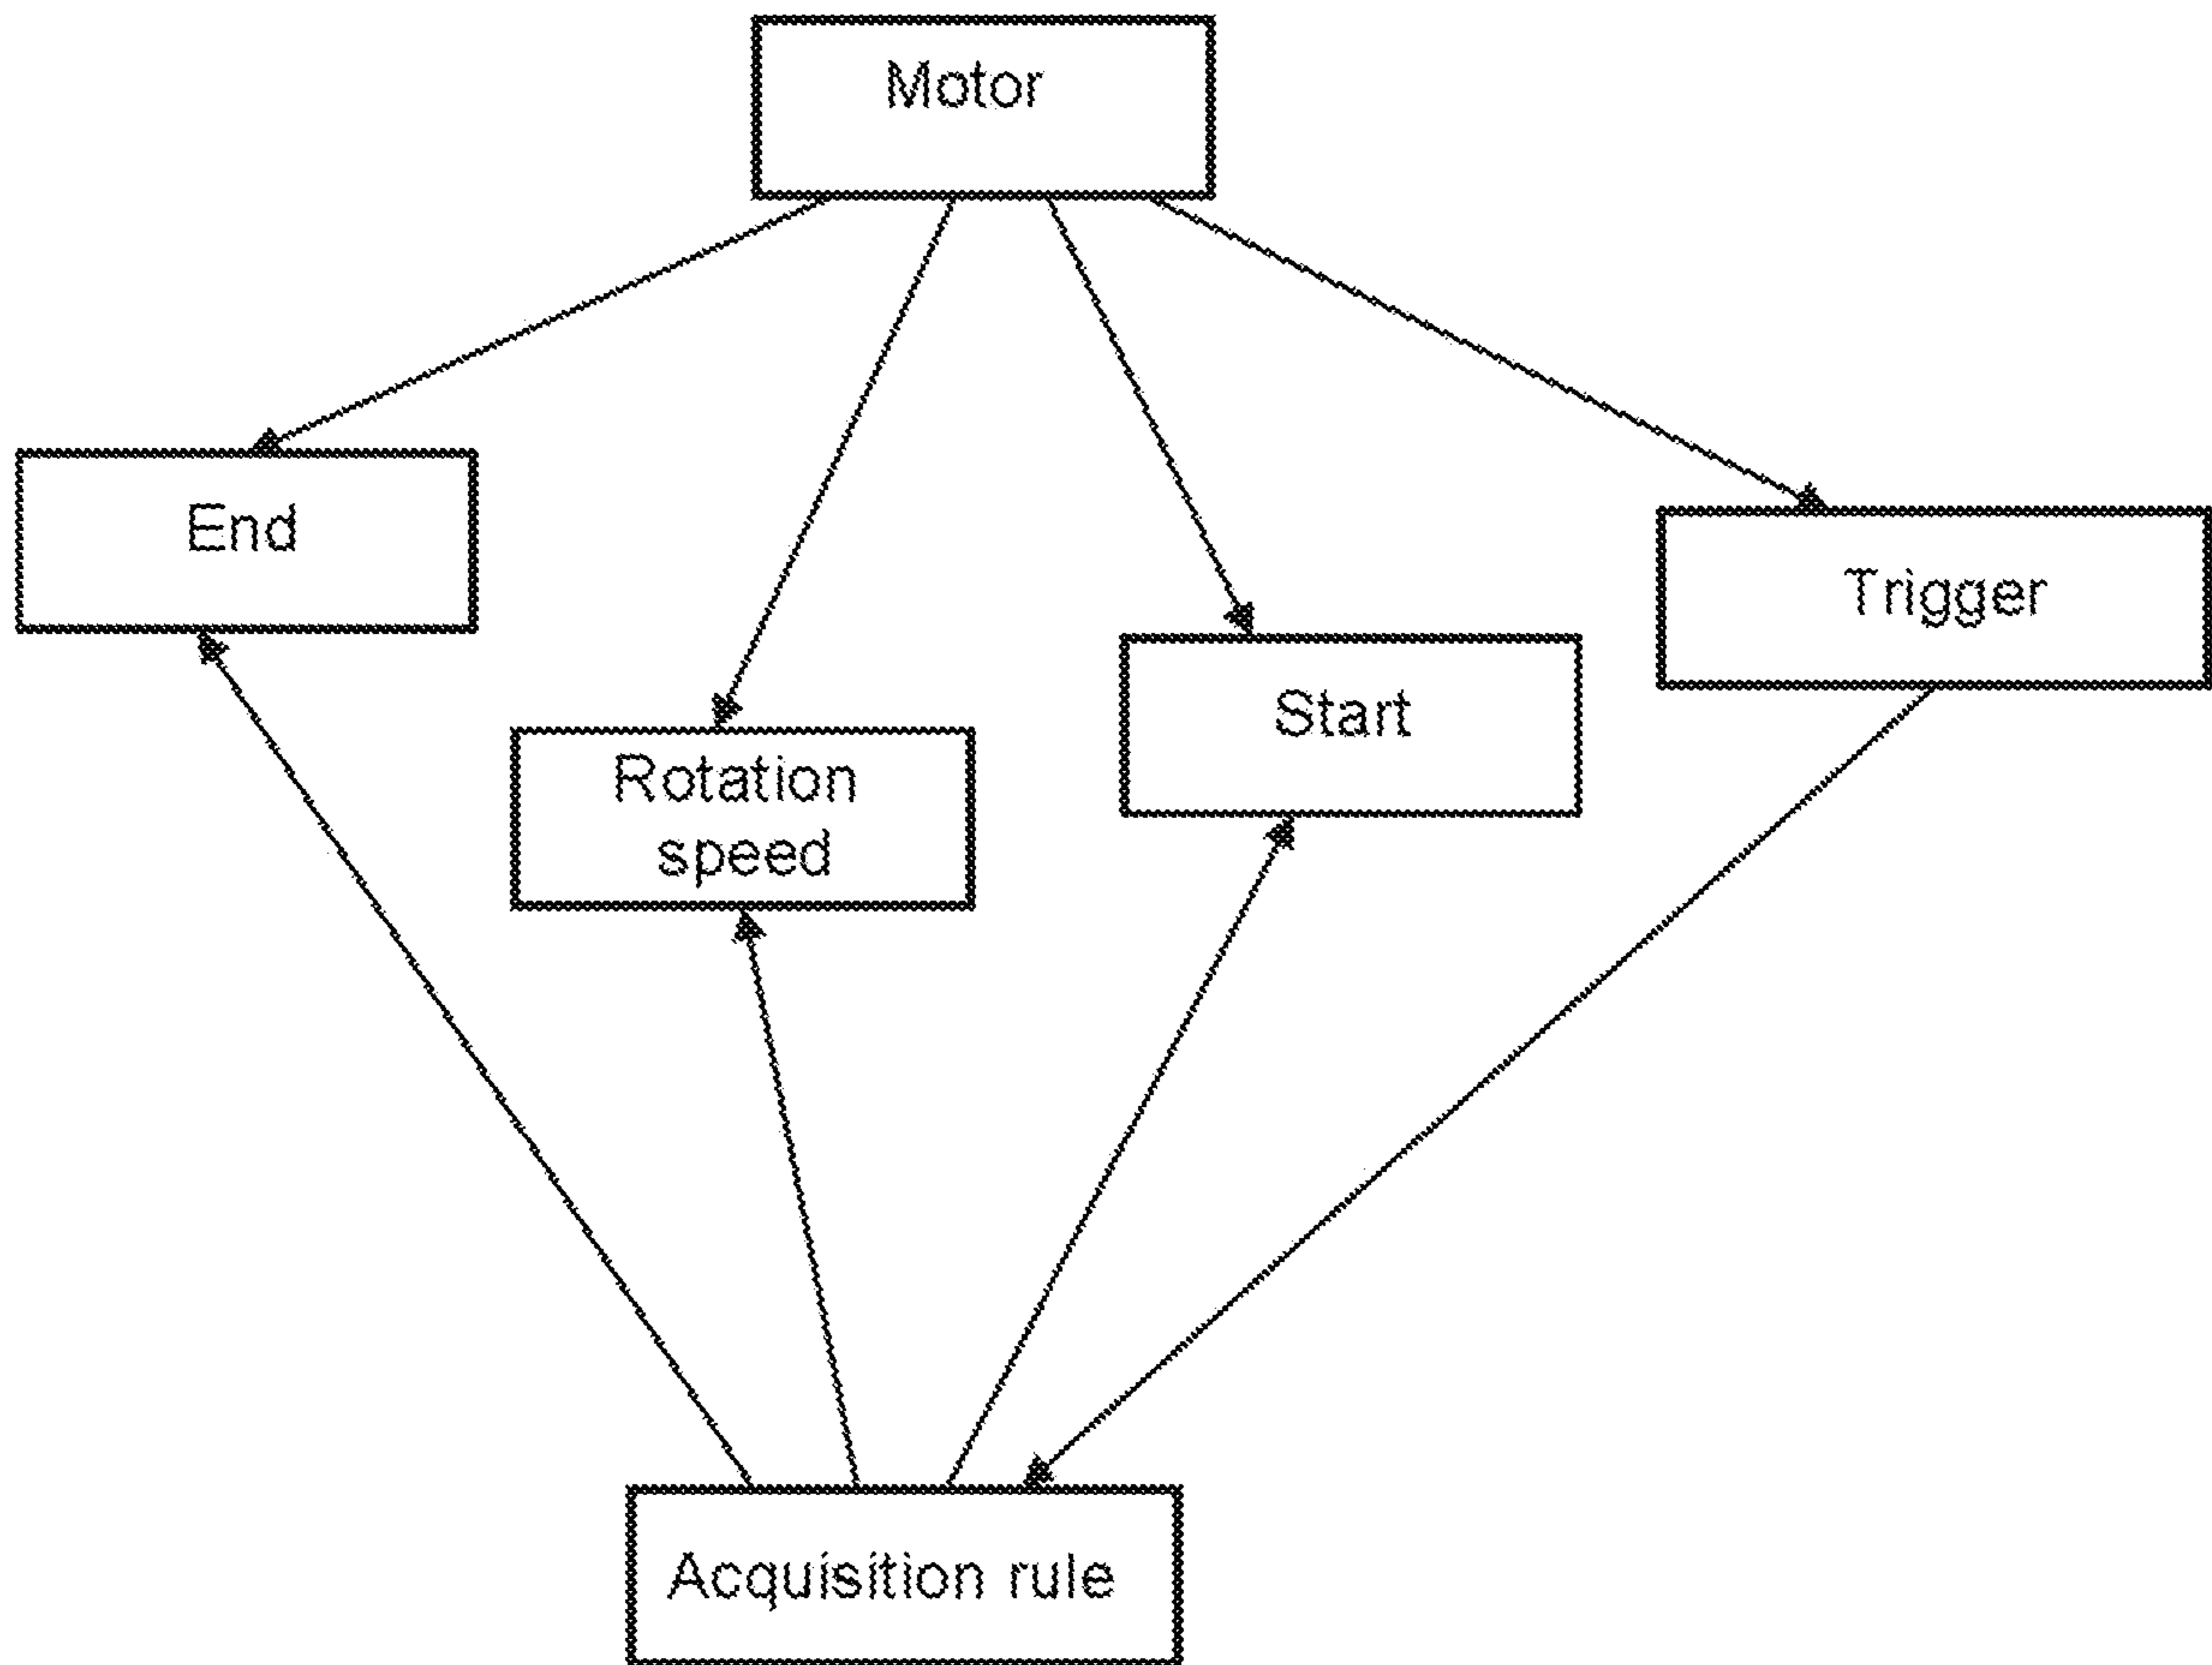 Motor
End
Trigger
Start
Rotation
speed
Acquisition rule